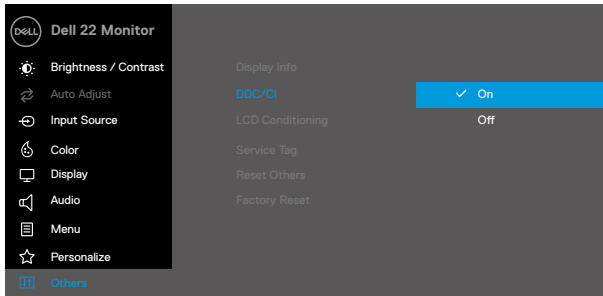 DELL Dell 22 Monitor
Brightness / Contrast
Auto Adjust
Input Source
Color
Display
Audio
Menu
Personalize
Others
Display Info
DDC/CI
LCD Conditioning
Service Tag
Reset Others
Factory Reset
On
Off